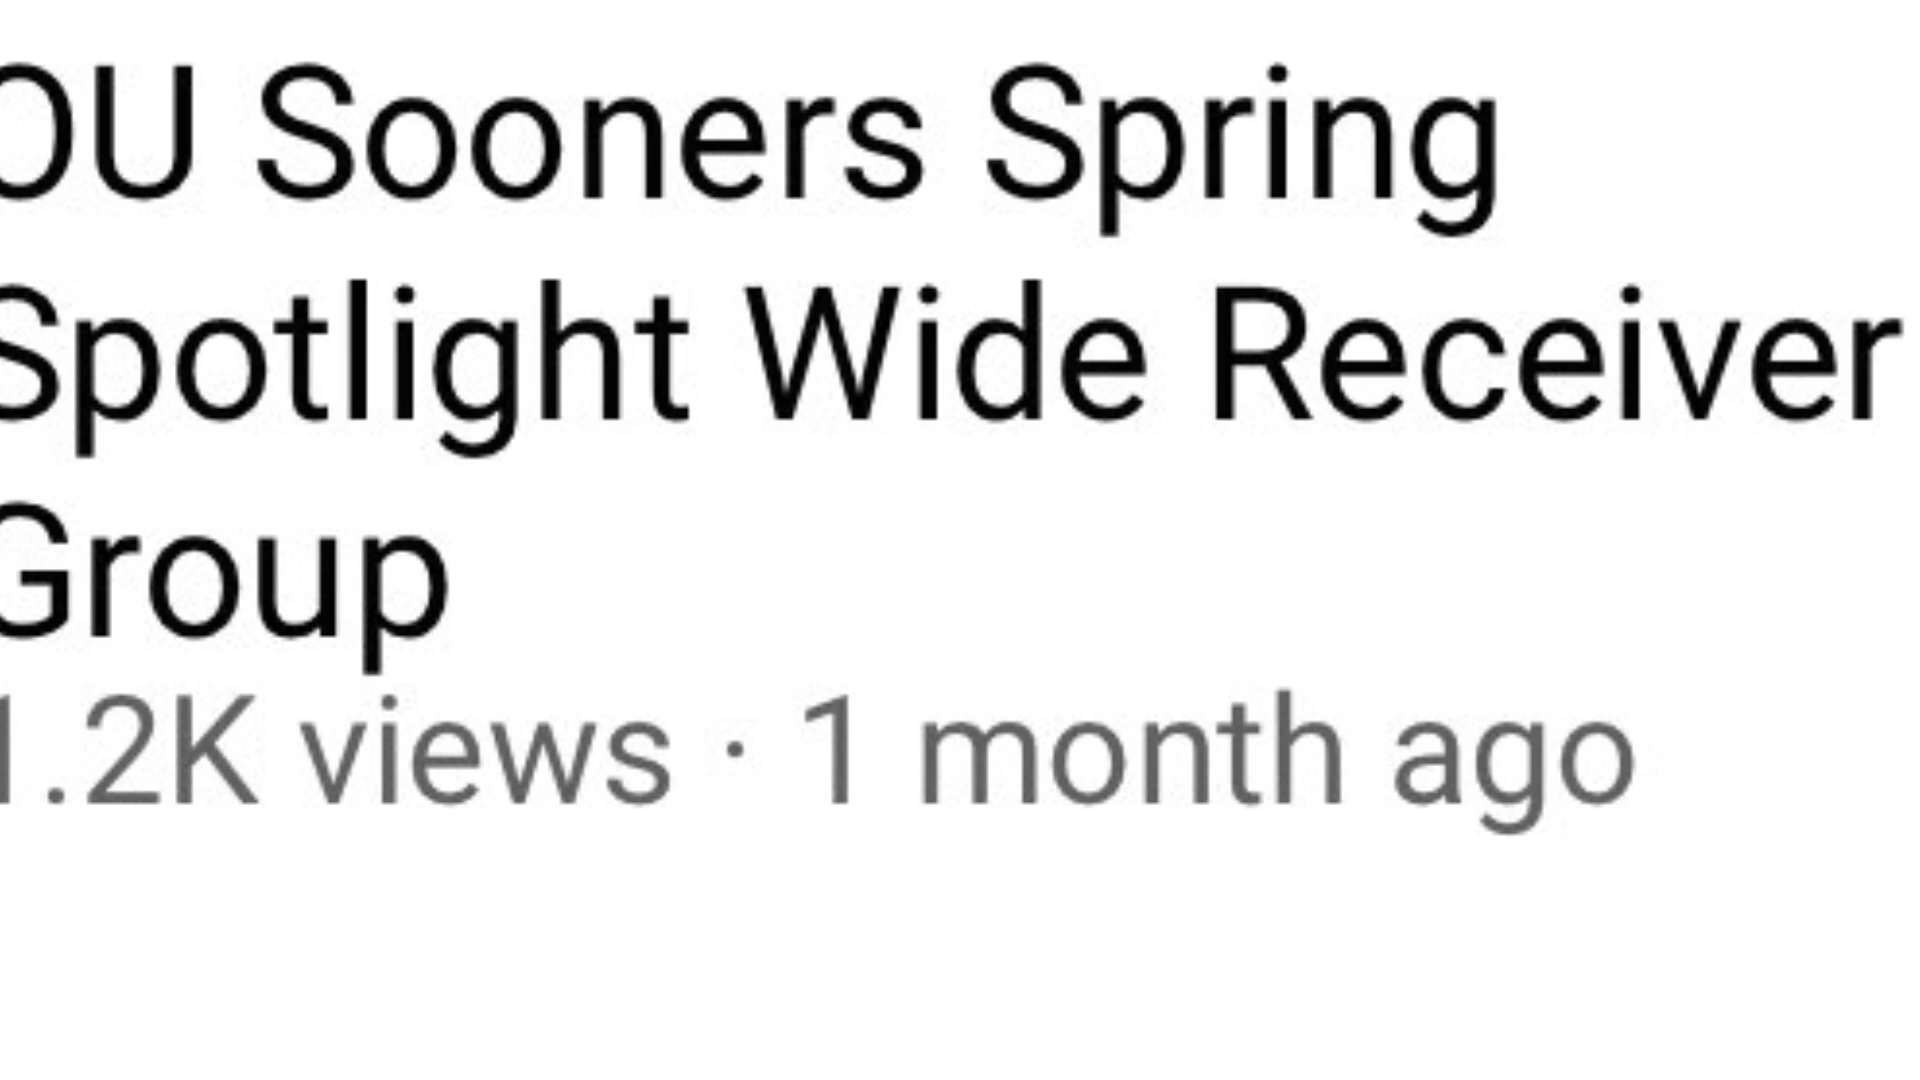 OU Sooners Spring
Spotlight Wide Receiver
Group
1.2K views · 1 month ago